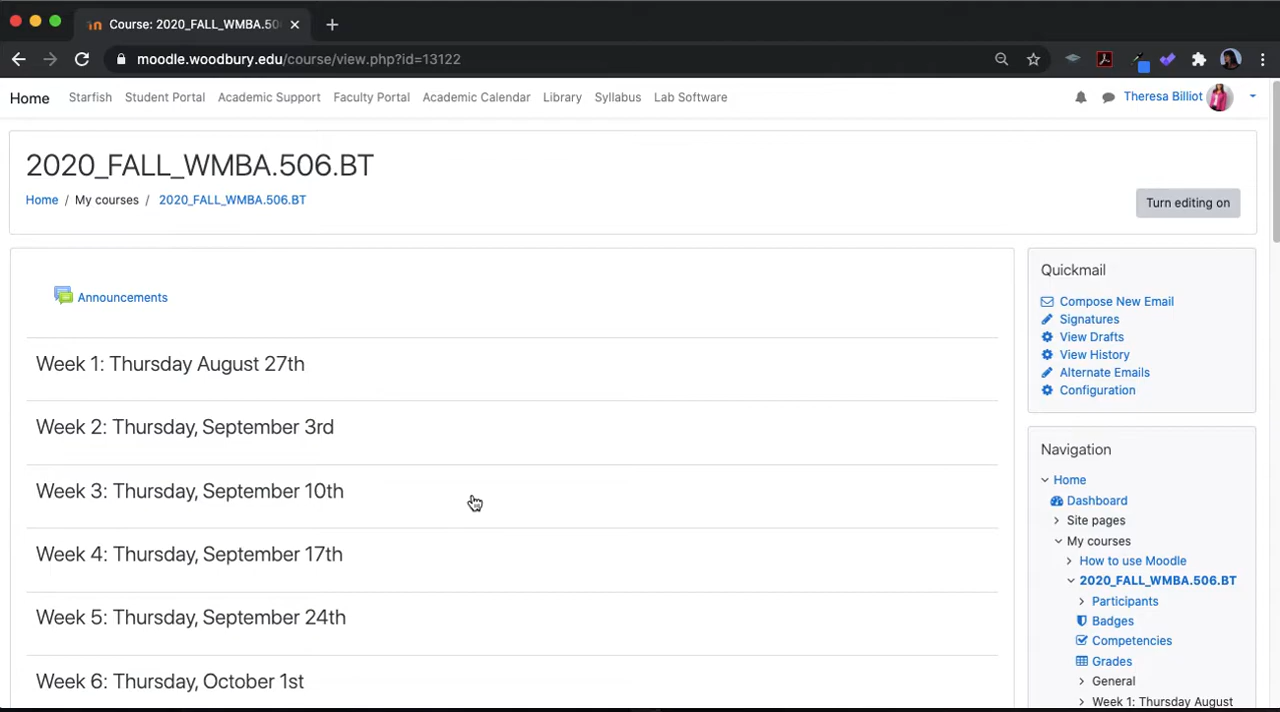 Course: 2020_FALL_WMBA.50
moodle.woodbury.edu/course/view.php?id=13122
Home Starfish Student Portal Academic Support Faculty Portal Academic Calendar Library Syllabus Lab Software Theresa Billiot
2020_FALL_WMBA.506.BT
Home / My courses / 2020_FALL_WMBA.506.BT
Turn editing on
Announcements
Week 1: Thursday August 27th
Week 2: Thursday, September 3rd
Week 3: Thursday, September 10th
Week 4: Thursday, September 17th
Week 5: Thursday, September 24th
Week 6: Thursday, October 1st
Quickmail
Compose New Email
Signatures
View Drafts
View History
Alternate Emails
Configuration
Navigation
Home
Dashboard
Site pages
My courses
How to use Moodle
2020_FALL_WMBA.506.BT
Participants
Badges
Competencies
Grades
General
Week 1: Thursday August